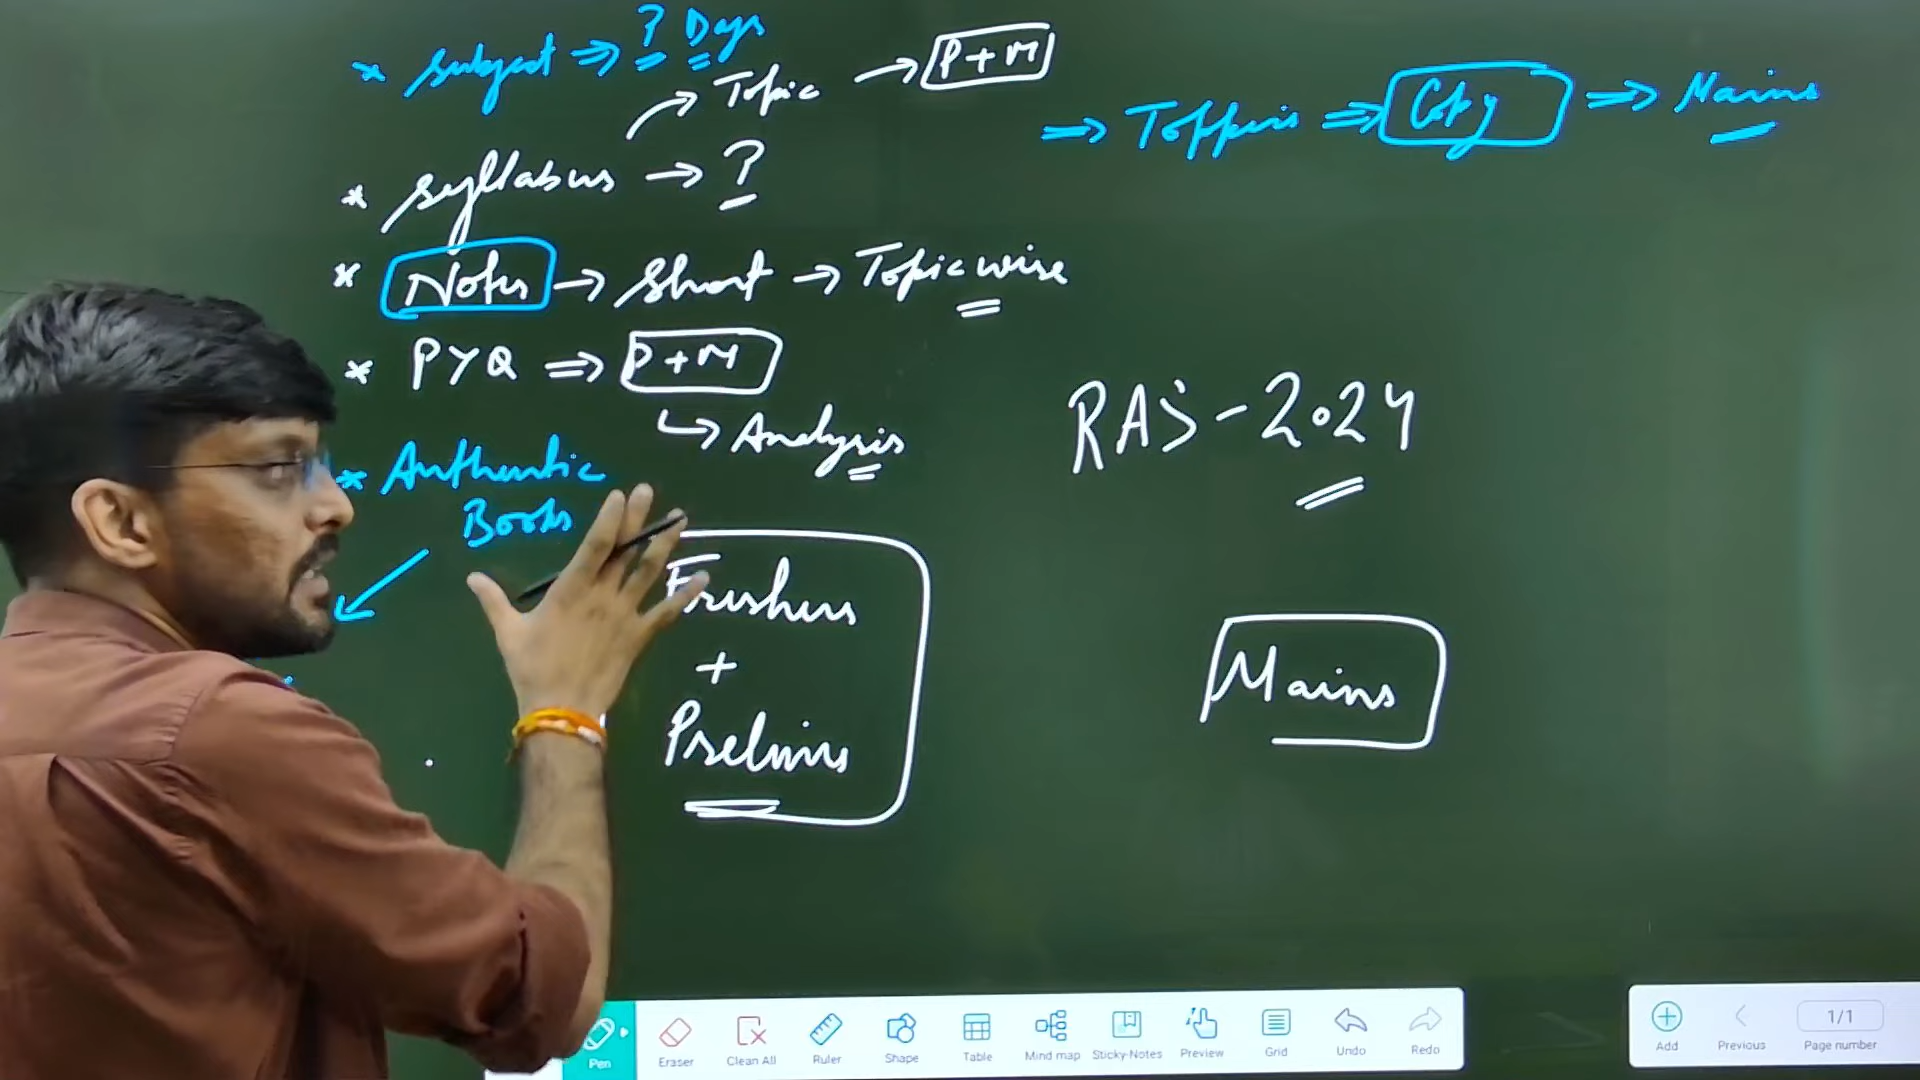 * Subject ⇒ ? Days
→ Topic → P+M
* Syllabus → ?
* Notes → Short → Topic wise
* PYQ ⇒ P+M
↳ Analysis
* Authentic
Books
Freshers
+
Prelims
⇒ Toppers ⇒ Copy ⇒ Mains
RAS-2024
Mains
Pen
Eraser
Clean All
Ruler
Shape
Table
Mind map
Sticky-Notes
Preview
Grid
Undo
Redo
Add
Previous
1/1
Page number